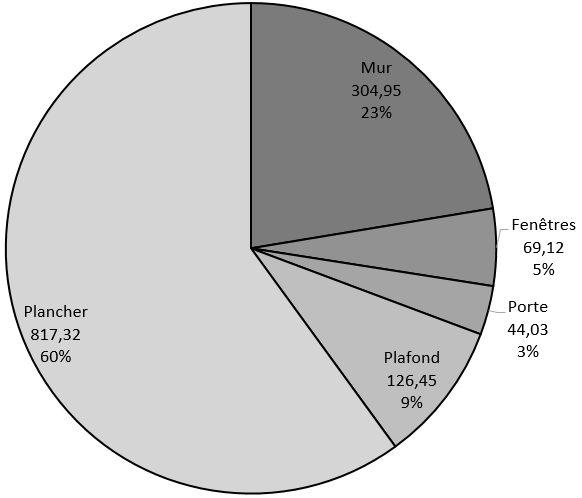 Mur
304,95
23%
Fenêtres
69,12
5%
Porte
44,03
3%
Plafond
126,45
9%
Plancher
817,32
60%